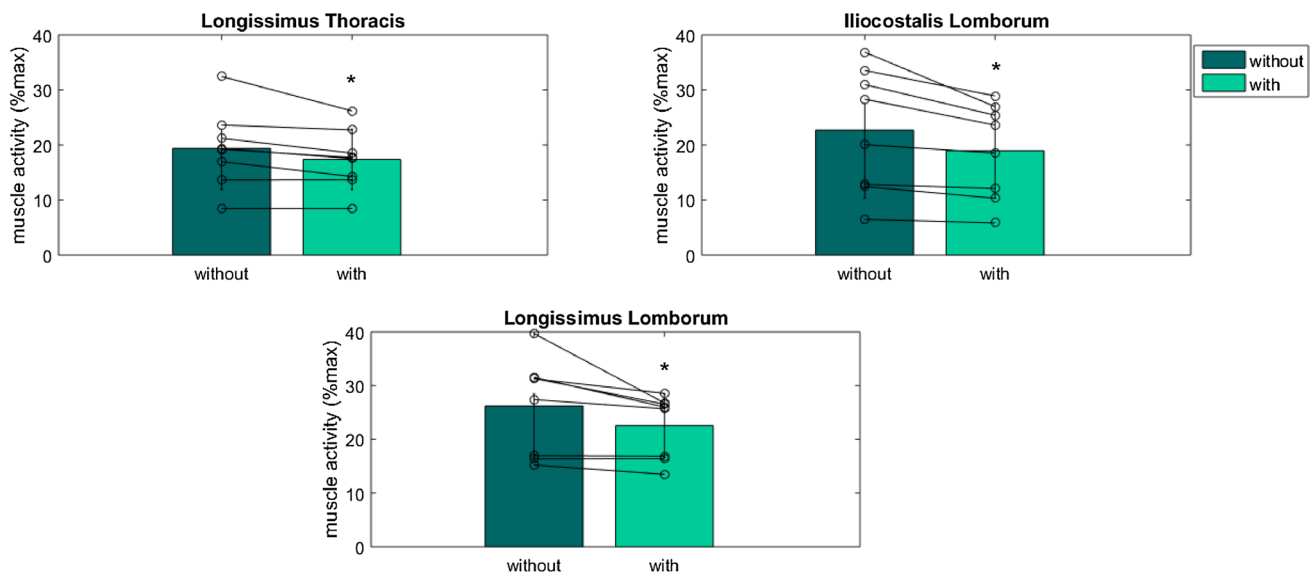 Longissimus Thoracis
muscle activity (%max)
40
30
20
10
0
*
without
with
Iliocostalis Lomborum
muscle activity (%max)
40
30
20
10
0
*
without
with
without
with
Longissimus Lomborum
muscle activity (%max)
40
30
20
10
0
*
without
with